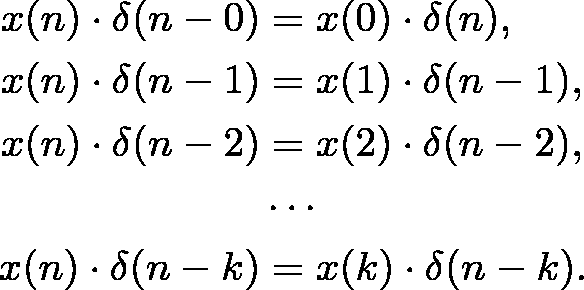 x(n) · δ(n − 0) = x(0) · δ(n),
x(n) · δ(n − 1) = x(1) · δ(n − 1),
x(n) · δ(n − 2) = x(2) · δ(n − 2),
⋯
x(n) · δ(n − k) = x(k) · δ(n − k).